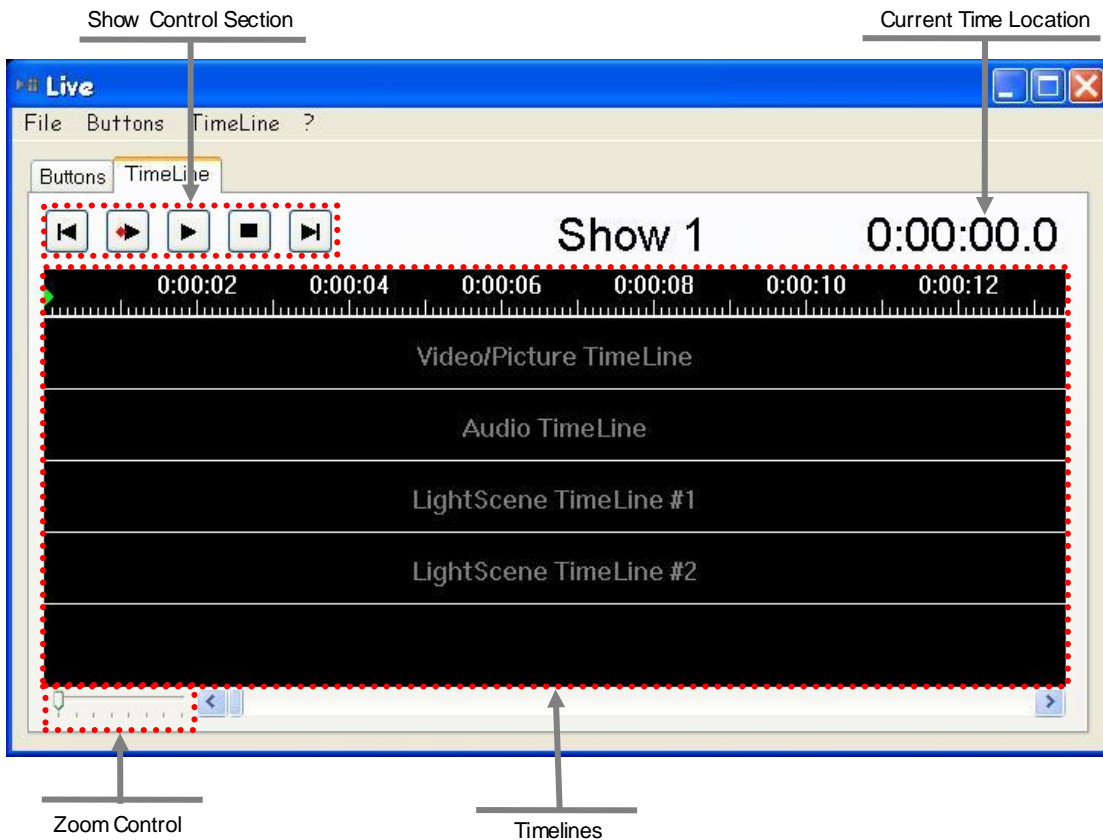 Show Control Section
Current Time Location
Live
File Buttons TimeLine ?
Buttons TimeLine
Show 1
0:00:00.0
0:00:02 0:00:04 0:00:06 0:00:08 0:00:10 0:00:12
Video/Picture TimeLine
Audio TimeLine
LightScene TimeLine #1
LightScene TimeLine #2
Zoom Control
Timelines